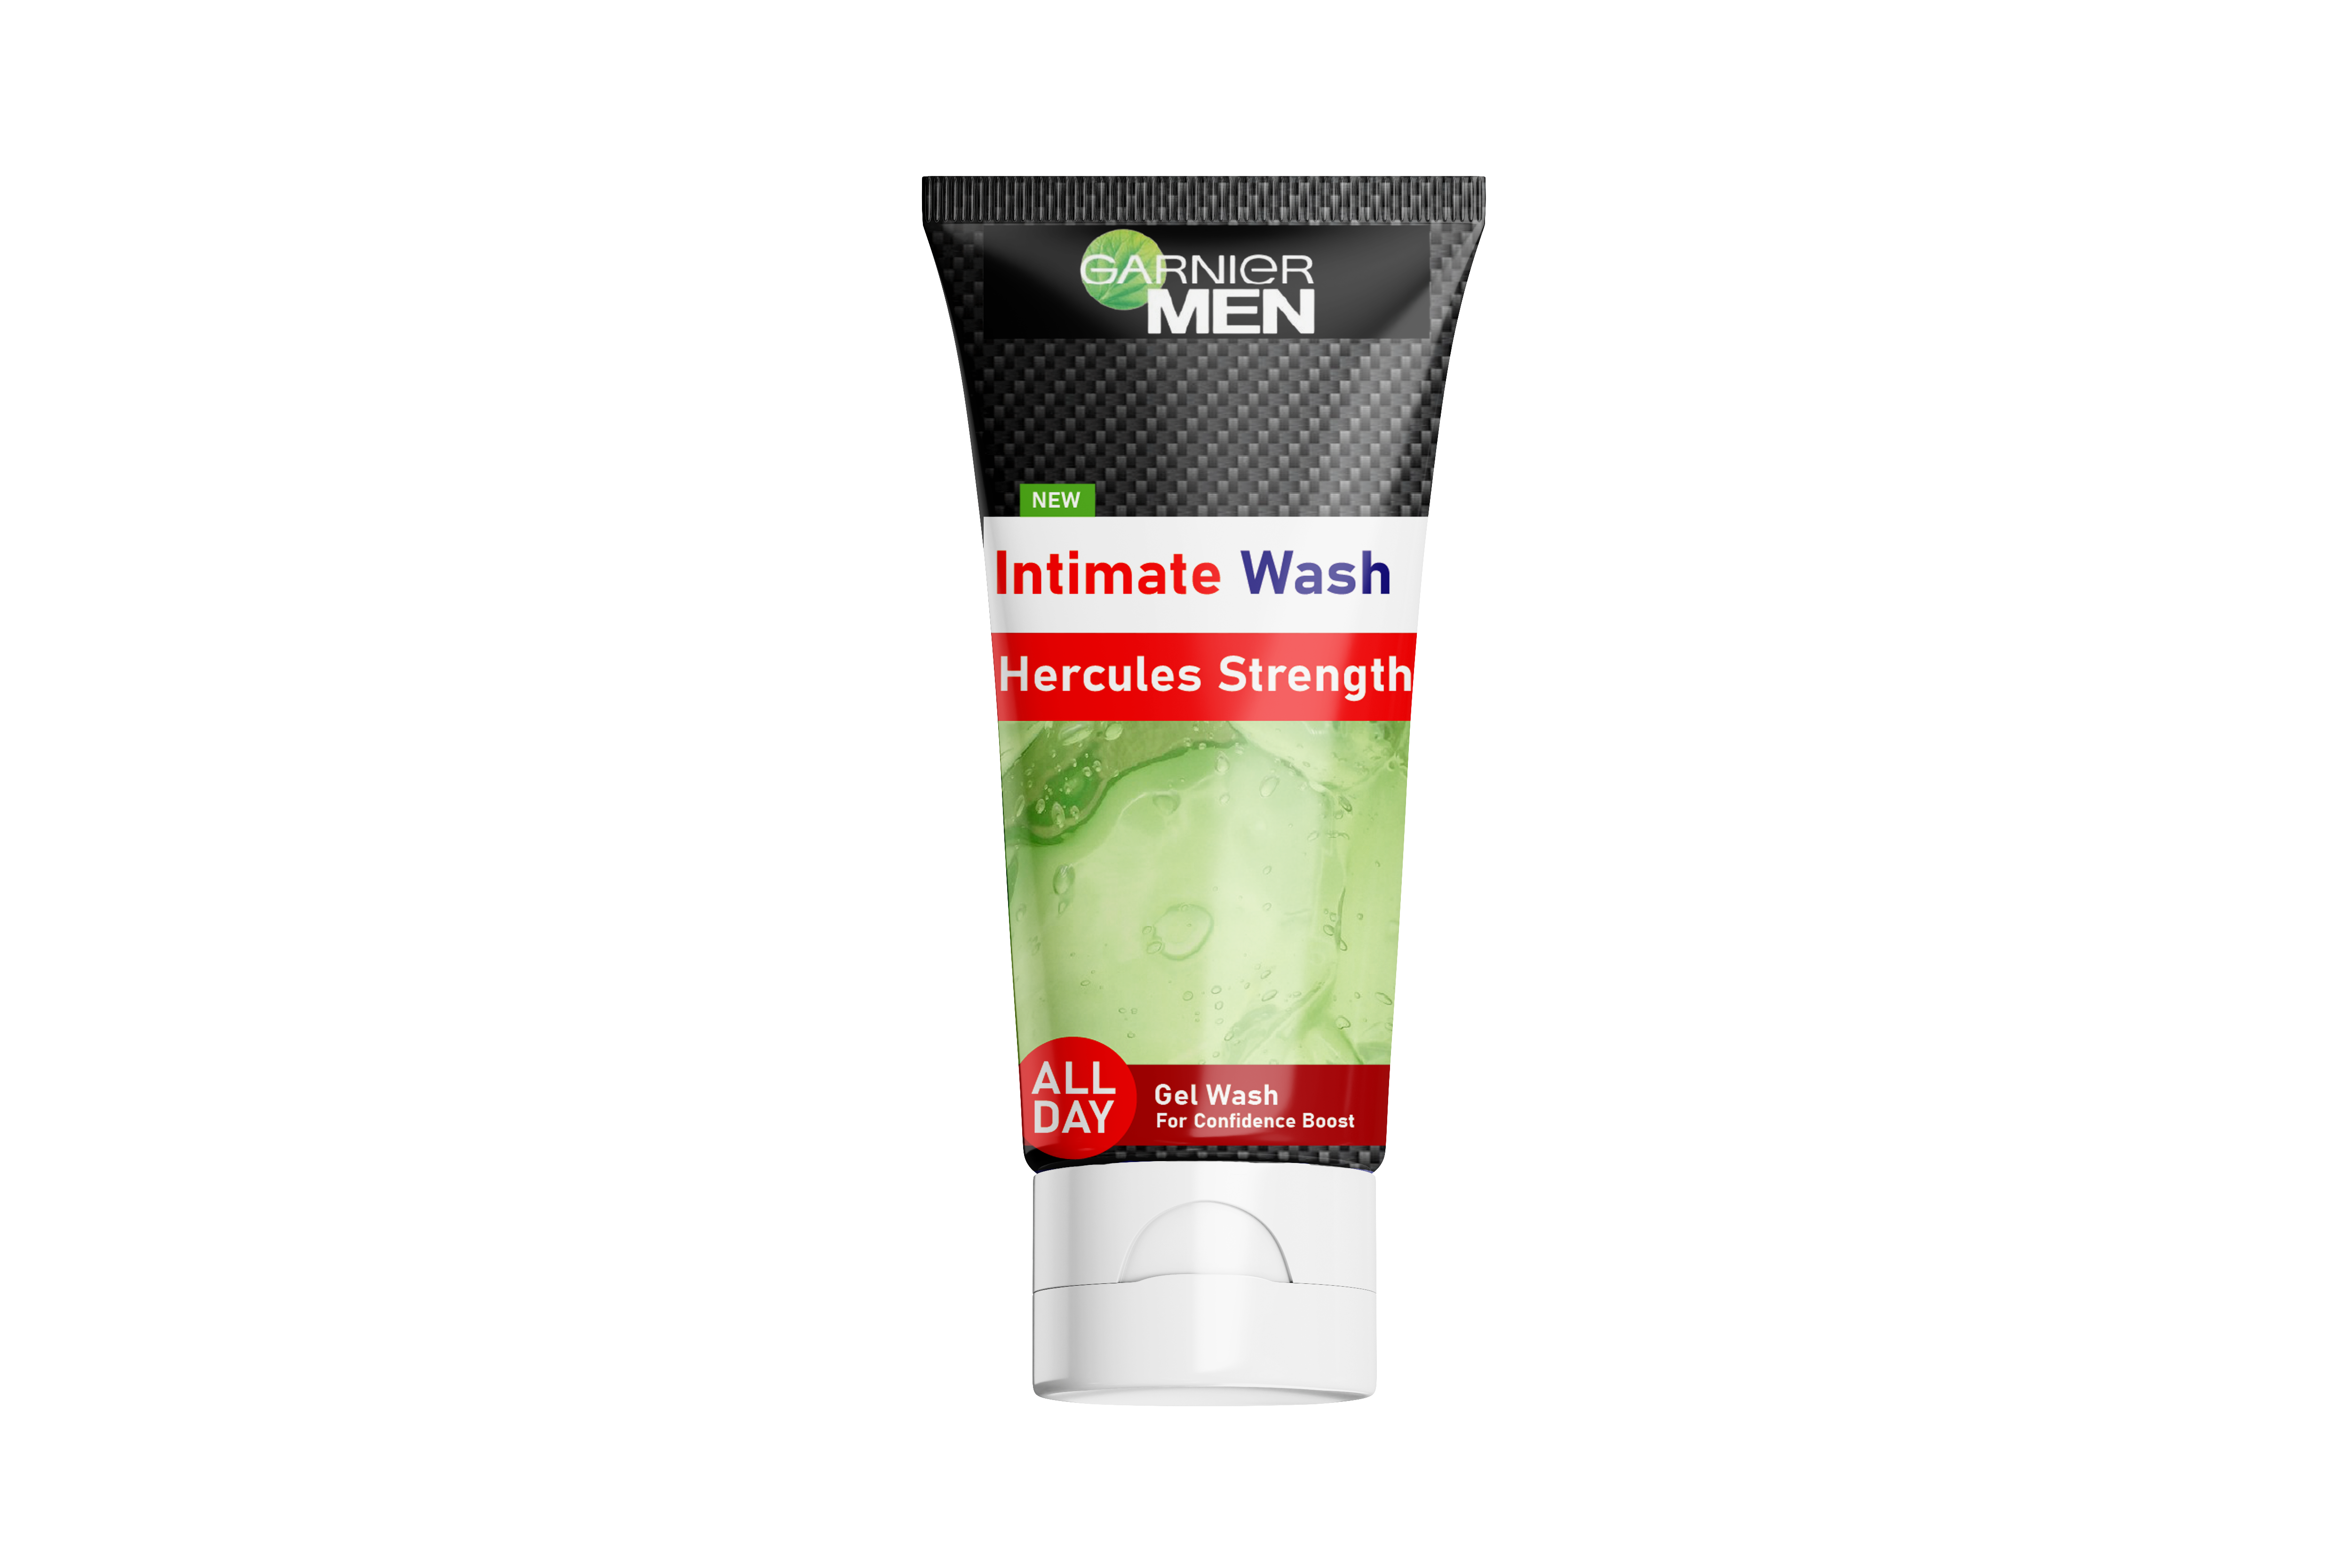 GARNIER
MEN
NEW
Intimate Wash
Hercules Strength
ALL
DAY
Gel Wash
For Confidence Boost